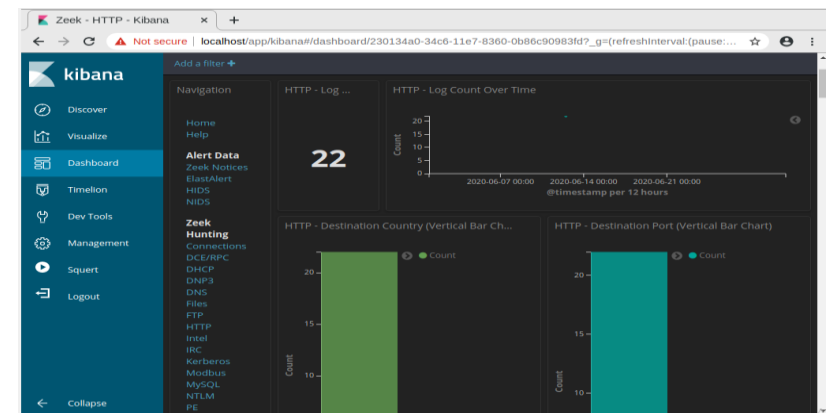 Zeek - HTTP - Kibana
Not secure | localhost/app/kibana#/dashboard/230134a0-34c6-11e7-8360-0b86c90983fd?_g=(refreshInterval:(pause:...
kibana
Discover
Visualize
Dashboard
Timelion
Dev Tools
Management
Squert
Logout
Collapse
Add a filter +
Navigation
Home
Help
Alert Data
Zeek Notices
ElastAlert
HIDS
NIDS
Zeek
Hunting
Connections
DCE/RPC
DHCP
DNP3
DNS
Files
FTP
HTTP
Intel
IRC
Kerberos
Modbus
MySQL
NTLM
PE
HTTP - Log ...
22
HTTP - Log Count Over Time
Count
20
15
10
5
0
2020-06-07 00:00 2020-06-14 00:00 2020-06-21 00:00
@timestamp per 12 hours
HTTP - Destination Country (Vertical Bar Ch...
Count
20
15
10
Count
HTTP - Destination Port (Vertical Bar Chart)
Count
20
15
10
Count